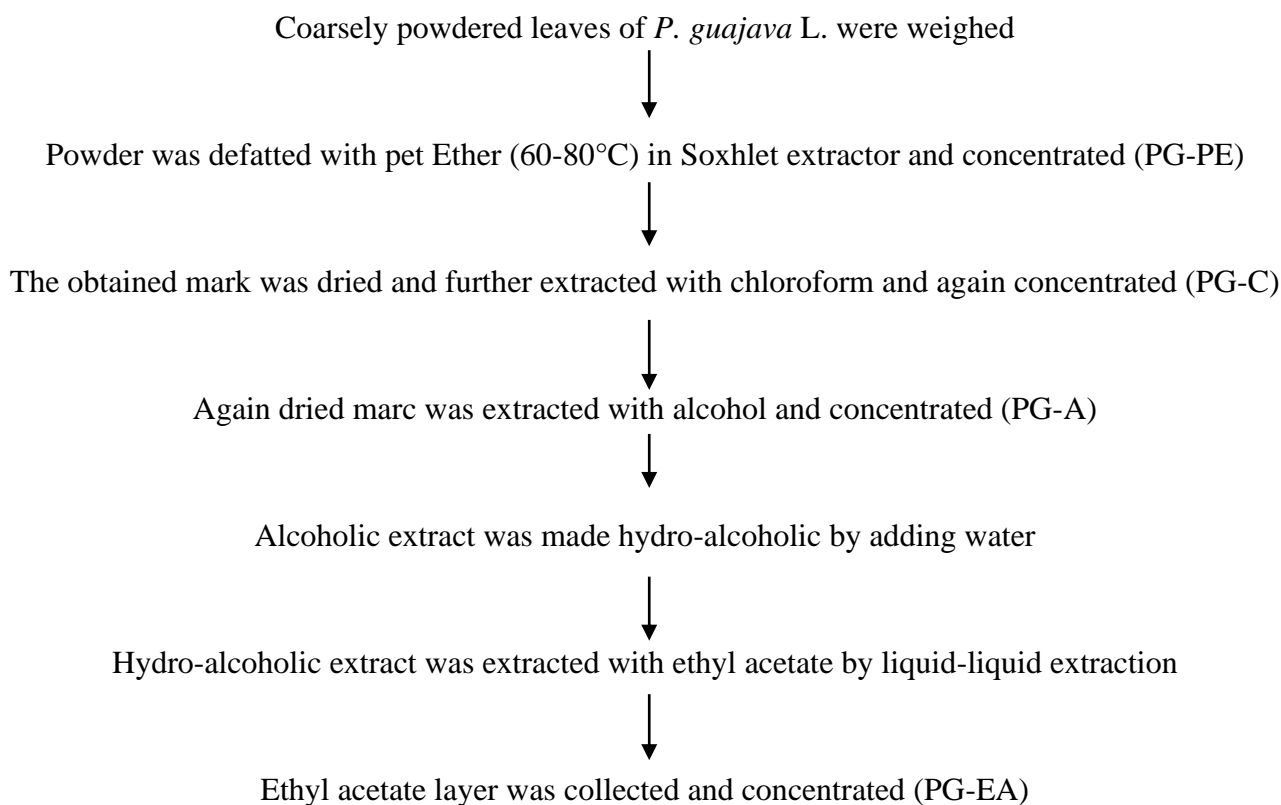 Coarsely powdered leaves of P. guajava L. were weighed
Powder was defatted with pet Ether (60-80°C) in Soxhlet extractor and concentrated (PG-PE)
The obtained mark was dried and further extracted with chloroform and again concentrated (PG-C)
Again dried marc was extracted with alcohol and concentrated (PG-A)
Alcoholic extract was made hydro-alcoholic by adding water
Hydro-alcoholic extract was extracted with ethyl acetate by liquid-liquid extraction
Ethyl acetate layer was collected and concentrated (PG-EA)